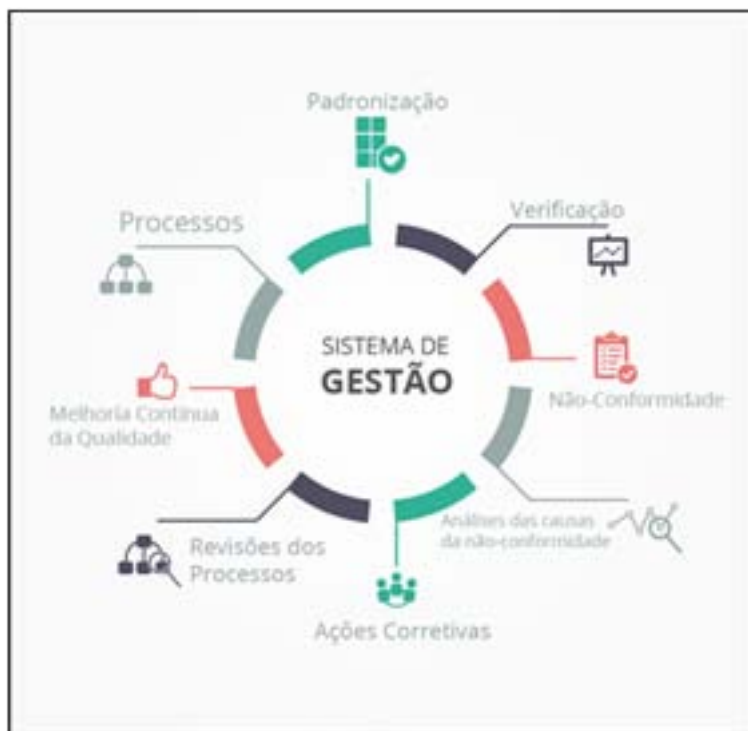 Padronização
Verificação
Processos
SISTEMA DE
GESTÃO
Não-Conformidade
Melhoria Contínua
da Qualidade
Análises das causas
da não-conformidade
Revisões dos
Processos
Ações Corretivas